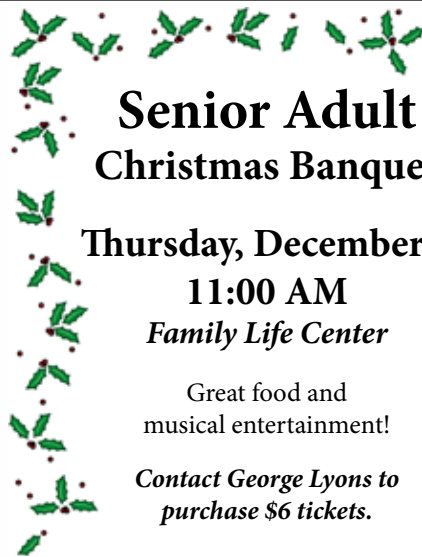 Senior Adult
Christmas Banque
Thursday, December
11:00 AM
Family Life Center
Great food and
musical entertainment!
Contact George Lyons to
purchase $6 tickets.